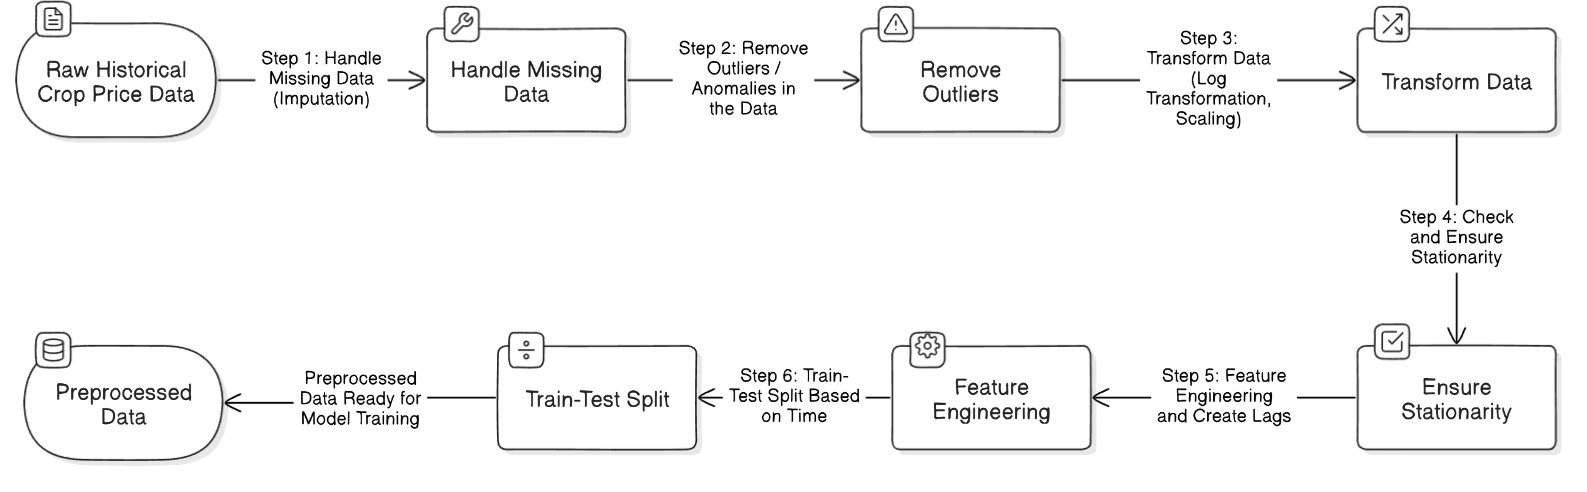 Raw Historical
Crop Price Data
Step 1: Handle
Missing Data
(Imputation)
Handle Missing
Data
Step 2: Remove
Outliers /
Anomalies in
the Data
Remove
Outliers
Step 3:
Transform Data
(Log
Transformation,
Scaling)
Transform Data
Step 4: Check
and Ensure
Stationarity
Ensure
Stationarity
Step 5: Feature
Engineering
and Create Lags
Feature
Engineering
Step 6: Train-
Test Split Based
on Time
Train-Test Split
Preprocessed
Data Ready for
Model Training
Preprocessed
Data